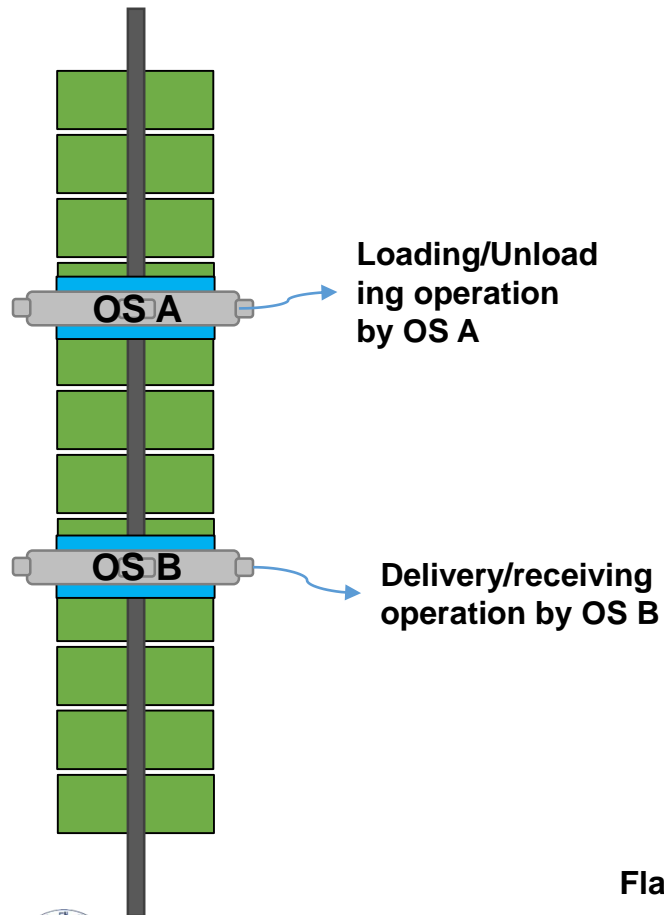 OS A
Loading/Unload
ing operation
by OS A
OS B
Delivery/receiving
operation by OS B
Fla